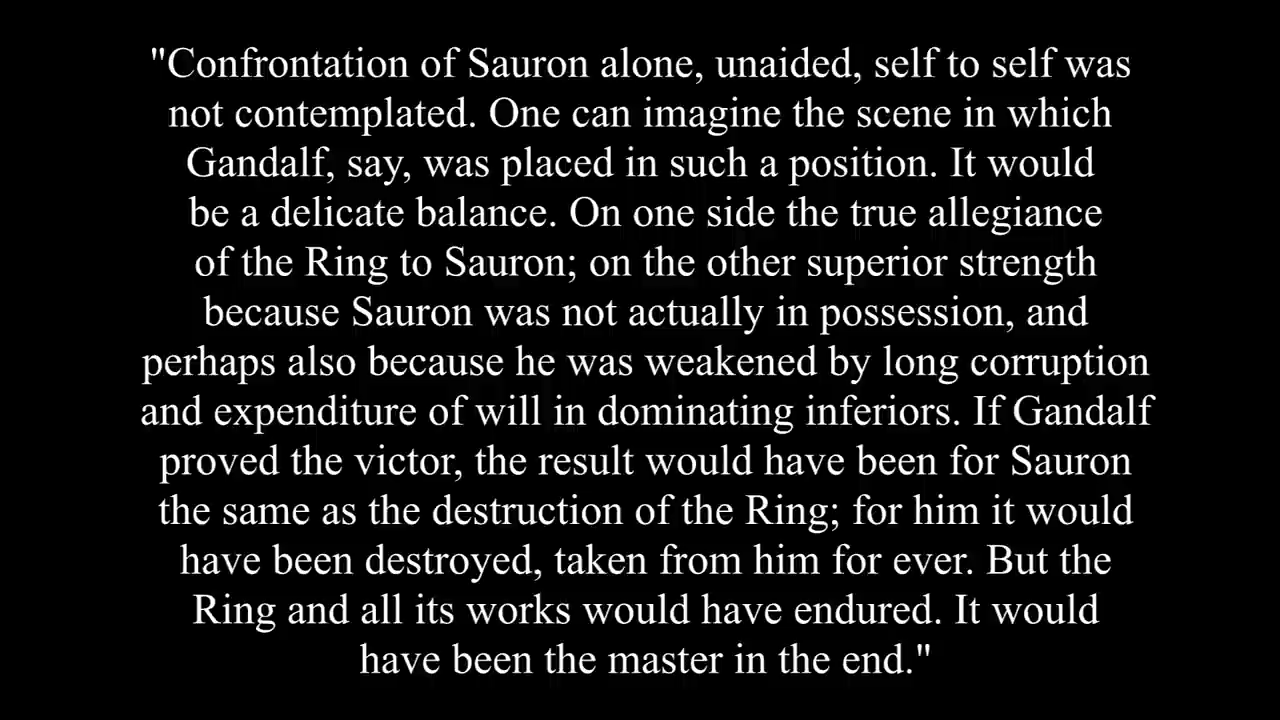 "Confrontation of Sauron alone, unaided, self to self was
not contemplated. One can imagine the scene in which
Gandalf, say, was placed in such a position. It would
be a delicate balance. On one side the true allegiance
of the Ring to Sauron; on the other superior strength
because Sauron was not actually in possession, and
perhaps also because he was weakened by long corruption
and expenditure of will in dominating inferiors. If Gandalf
proved the victor, the result would have been for Sauron
the same as the destruction of the Ring; for him it would
have been destroyed, taken from him for ever. But the
Ring and all its works would have endured. It would
have been the master in the end."